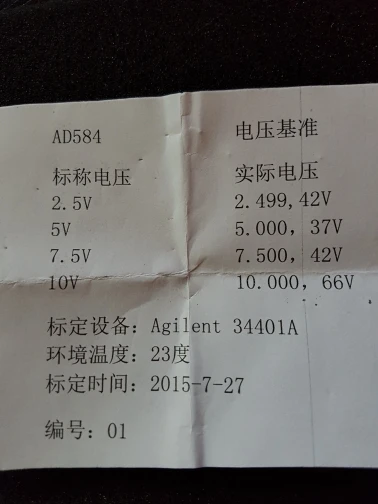 AD584 电压基准
标称电压 实际电压
2.5V 2.499,42V
5V 5.000，37V
7.5V 7.500，42V
10V 10.000，66V
标定设备：Agilent 34401A
环境温度：23度
标定时间：2015-7-27
编号：01